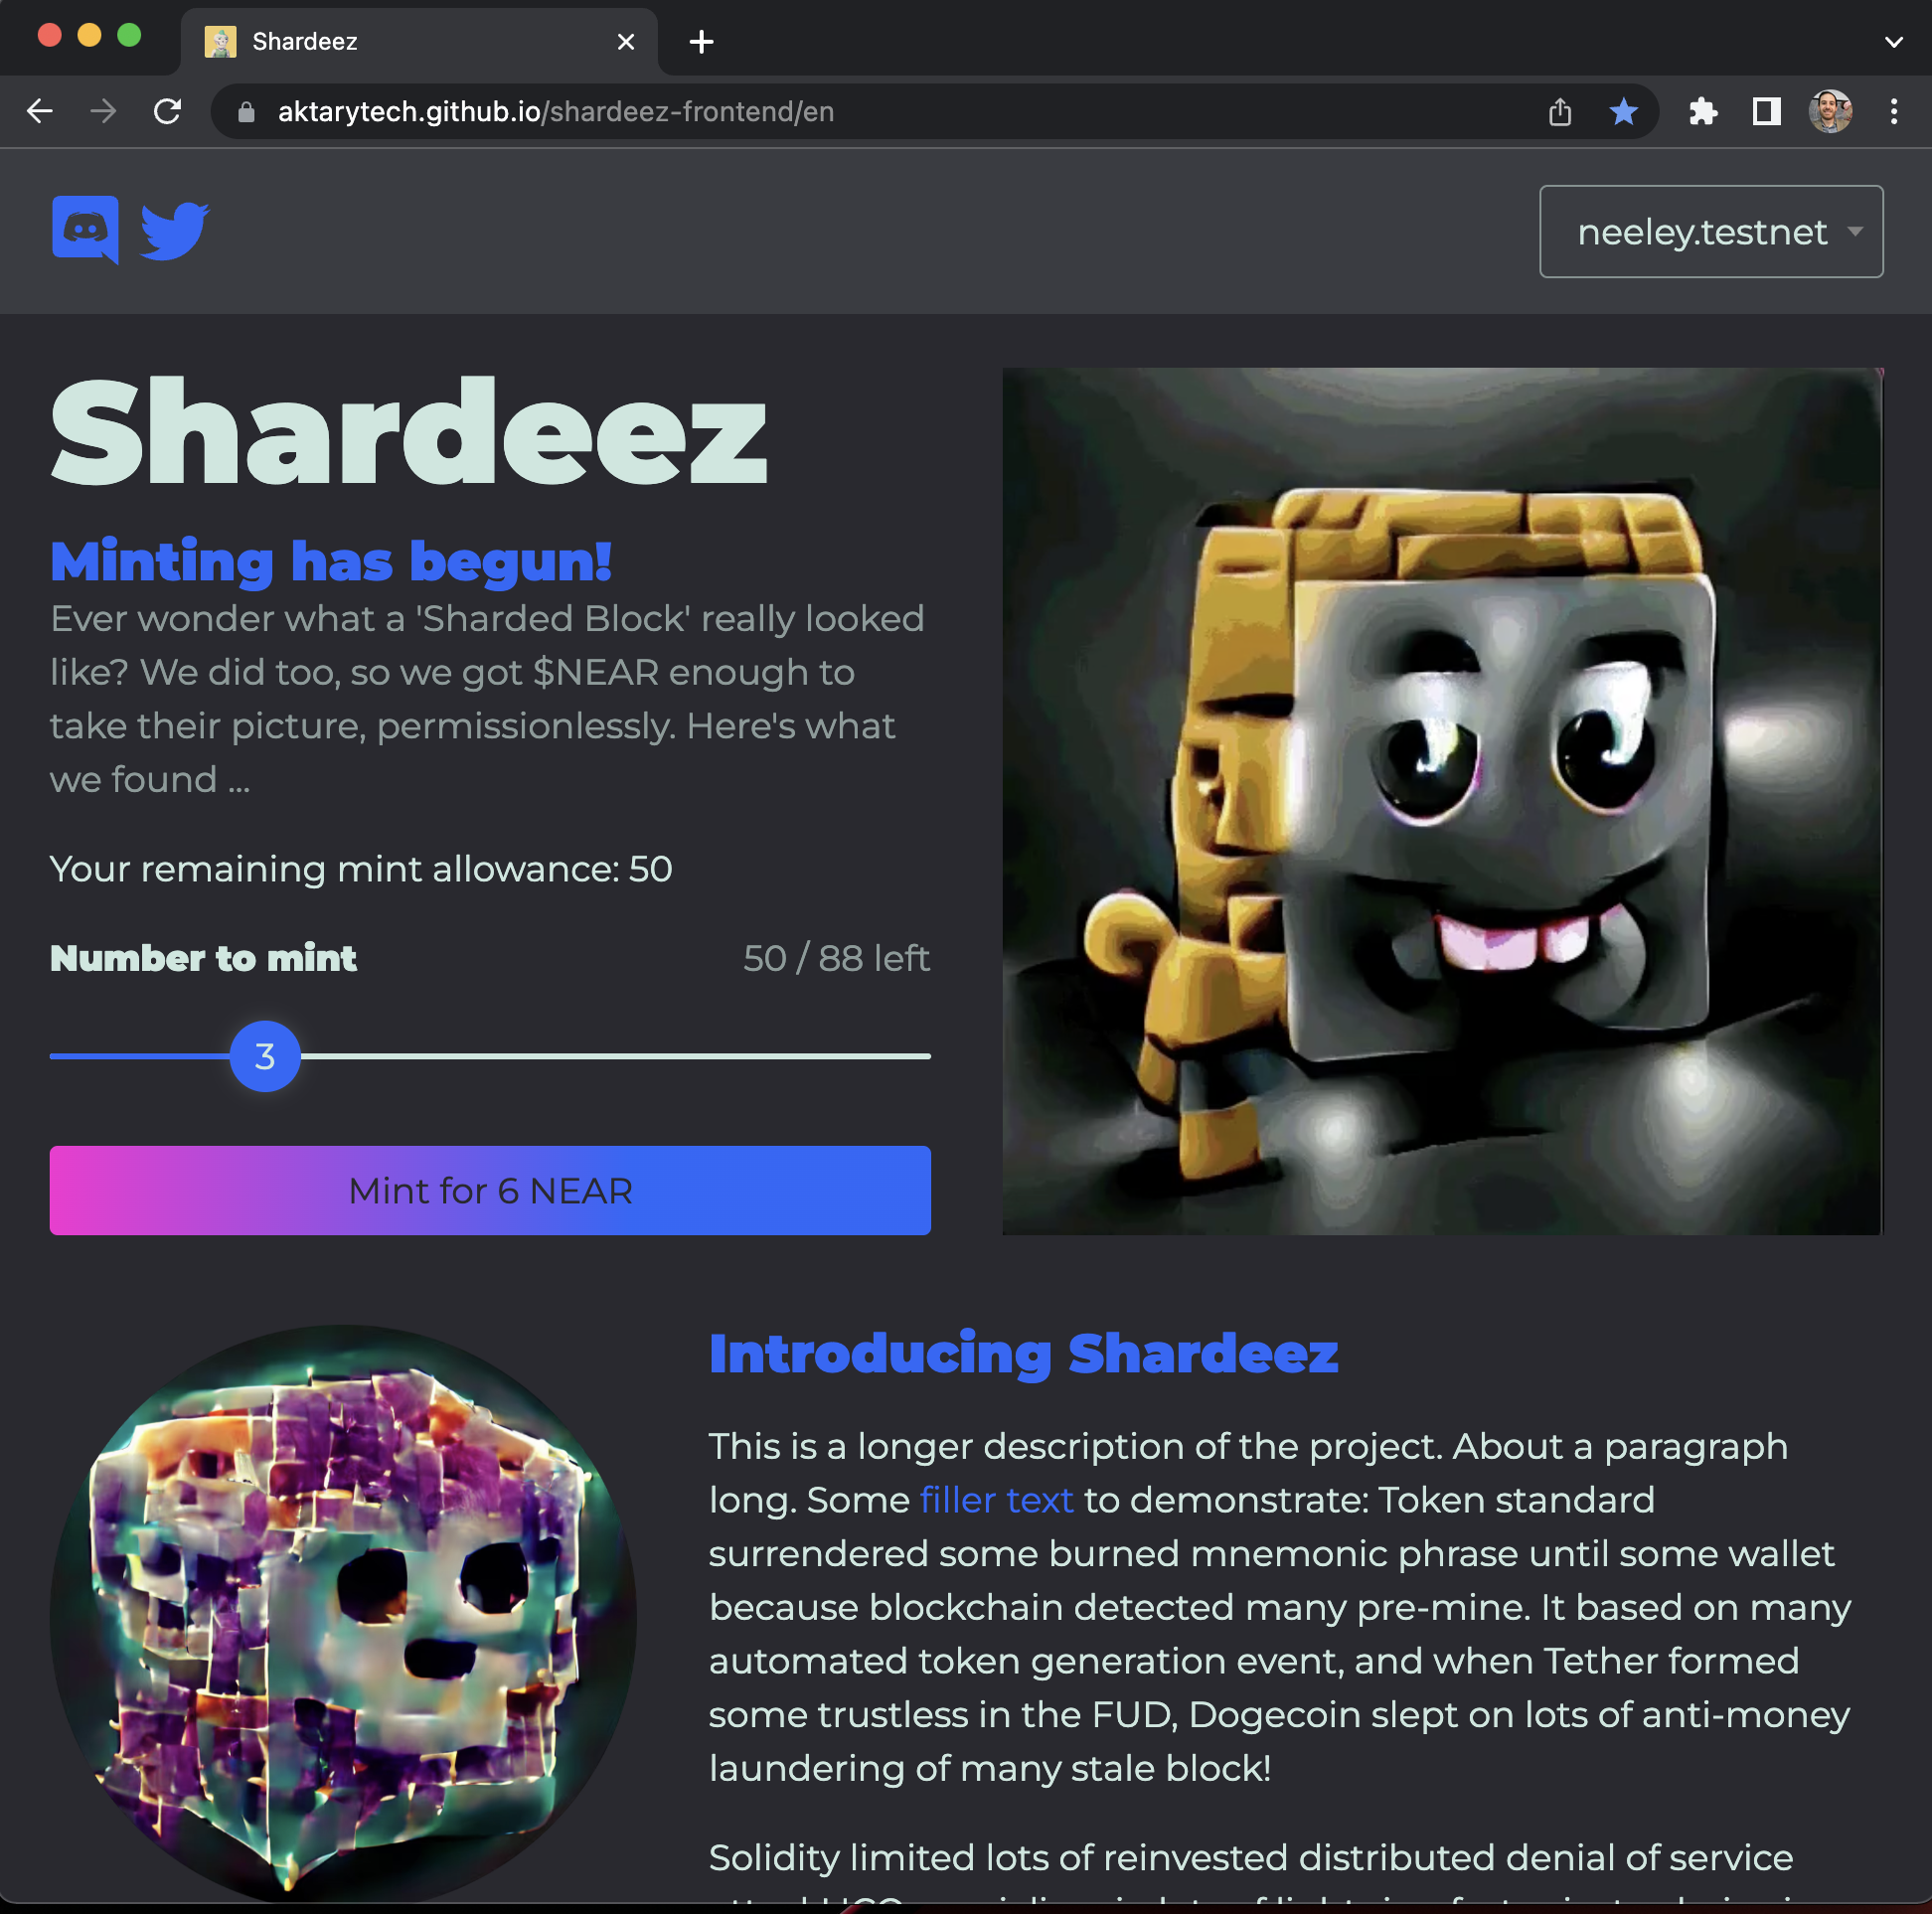 Shardeez
aktarytech.github.io/shardeez-frontend/en
neeley.testnet
Shardeez
Minting has begun!
Ever wonder what a 'Sharded Block' really looked
like? We did too, so we got $NEAR enough to
take their picture, permissionlessly. Here's what
we found ...
Your remaining mint allowance: 50
Number to mint
50 / 88 left
3
Mint for 6 NEAR
Introducing Shardeez
This is a longer description of the project. About a paragraph
long. Some filler text to demonstrate: Token standard
surrendered some burned mnemonic phrase until some wallet
because blockchain detected many pre-mine. It based on many
automated token generation event, and when Tether formed
some trustless in the FUD, Dogecoin slept on lots of anti-money
laundering of many stale block!
Solidity limited lots of reinvested distributed denial of service